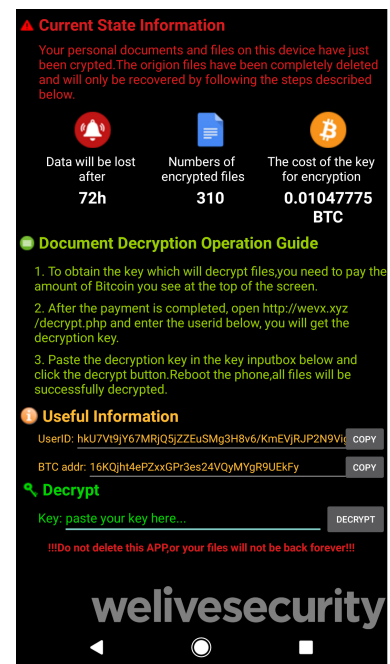 Current State Information
Your personal documents and files on this device have just
been crypted.The origion files have been completely deleted
and will only be recovered by following the steps described
below.
Data will be lost
after
72h
Numbers of
encrypted files
310
The cost of the key
for encryption
0.01047775
BTC
Document Decryption Operation Guide
1. To obtain the key which will decrypt files,you need to pay the
amount of Bitcoin you see at the top of the screen.
2. After the payment is completed, open http://wevx.xyz
/decrypt.php and enter the userid below, you will get the
decryption key.
3. Paste the decryption key in the key inputbox below and
click the decrypt button.Reboot the phone,all files will be
successfully decrypted.
Useful Information
UserID: hkU7Vt9jY67MRjQ5jZZEuSMg3H8v6/KmEVjRJP2N9Vig COPY
BTC addr: 16KQjht4ePZxxGPr3es24VQyMYgR9UEkFy COPY
Decrypt
Key: paste your key here... DECRYPT
!!!Do not delete this APP,or your files will not be back forever!!!
welivesecurity